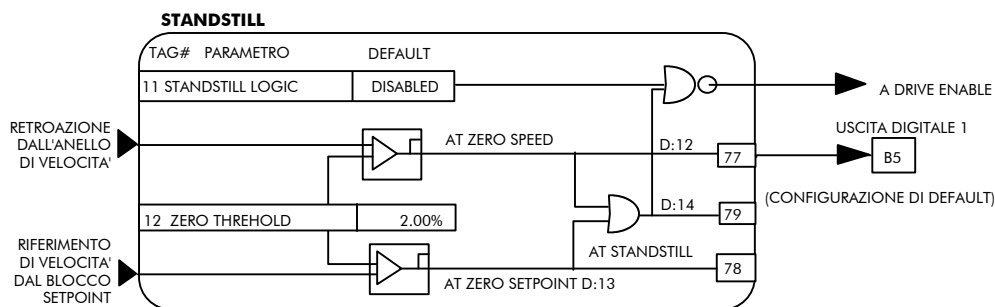 STANDSTILL
TAG# PARAMETRO DEFAULT
11 STANDSTILL LOGIC DISABLED
A DRIVE ENABLE
RETROAZIONE
DALL'ANELLO
DI VELOCITA'
AT ZERO SPEED
D:12
77
USCITA DIGITALE 1
B5
(CONFIGURAZIONE DI DEFAULT)
12 ZERO THREHOLD 2.00%
D:14
79
AT STANDSTILL
RIFERIMENTO
DI VELOCITA'
DAL BLOCCO
SETPOINT
AT ZERO SETPOINT D:13
78